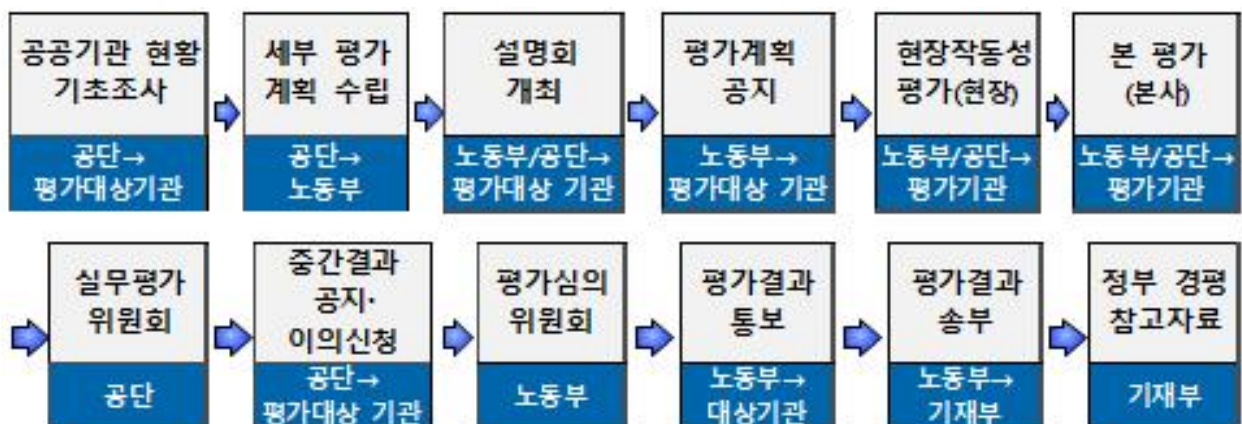 공공기관 현황
기초조사
공단→
평가대상기관
세부 평가
계획 수립
공단→
노동부
설명회
개최
노동부/공단→
평가대상 기관
평가계획
공지
노동부→
평가대상 기관
현장작동성
평가(현장)
노동부/공단→
평가기관
본 평가
(본사)
노동부/공단→
평가기관
실무평가
위원회
공단
중간결과
공지·
이의신청
공단→
평가대상 기관
평가심의
위원회
노동부
평가결과
통보
노동부→
대상기관
평가결과
송부
노동부→
기재부
정부 경평
참고자료
기재부